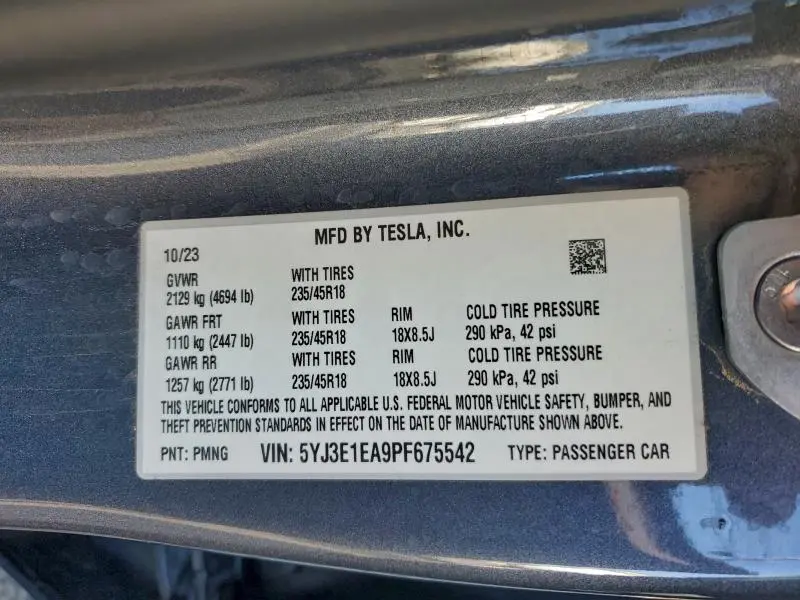 MFD BY TESLA, INC.
10/23
GVWR WITH TIRES
2129 kg (4694 lb) 235/45R18
GAWR FRT WITH TIRES RIM COLD TIRE PRESSURE
1110 kg (2447 lb) 235/45R18 18X8.5J 290 kPa, 42 psi
GAWR RR WITH TIRES RIM COLD TIRE PRESSURE
1257 kg (2771 lb) 235/45R18 18X8.5J 290 kPa, 42 psi
THIS VEHICLE CONFORMS TO ALL APPLICABLE U.S. FEDERAL MOTOR VEHICLE SAFETY, BUMPER, AND
THEFT PREVENTION STANDARDS IN EFFECT ON THE DATE OF MANUFACTURE SHOWN ABOVE.
PNT: PMNG VIN: 5YJ3E1EA9PF675542 TYPE: PASSENGER CAR